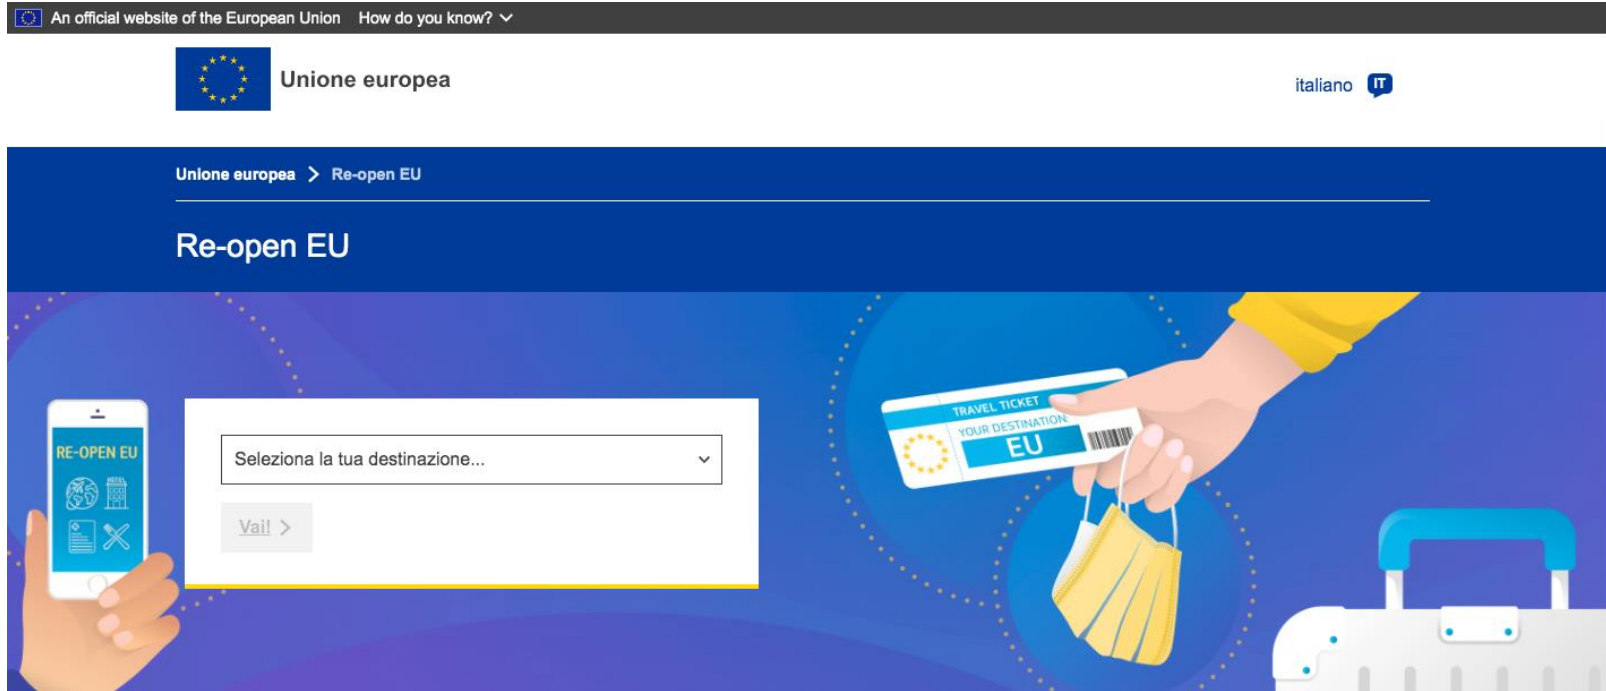 An official website of the European Union How do you know?
Unione europea
italiano IT
Unione europea > Re-open EU
Re-open EU
RE-OPEN EU
HOTEL
Seleziona la tua destinazione...
Vai! >
TRAVEL TICKET
YOUR DESTINATION:
EU